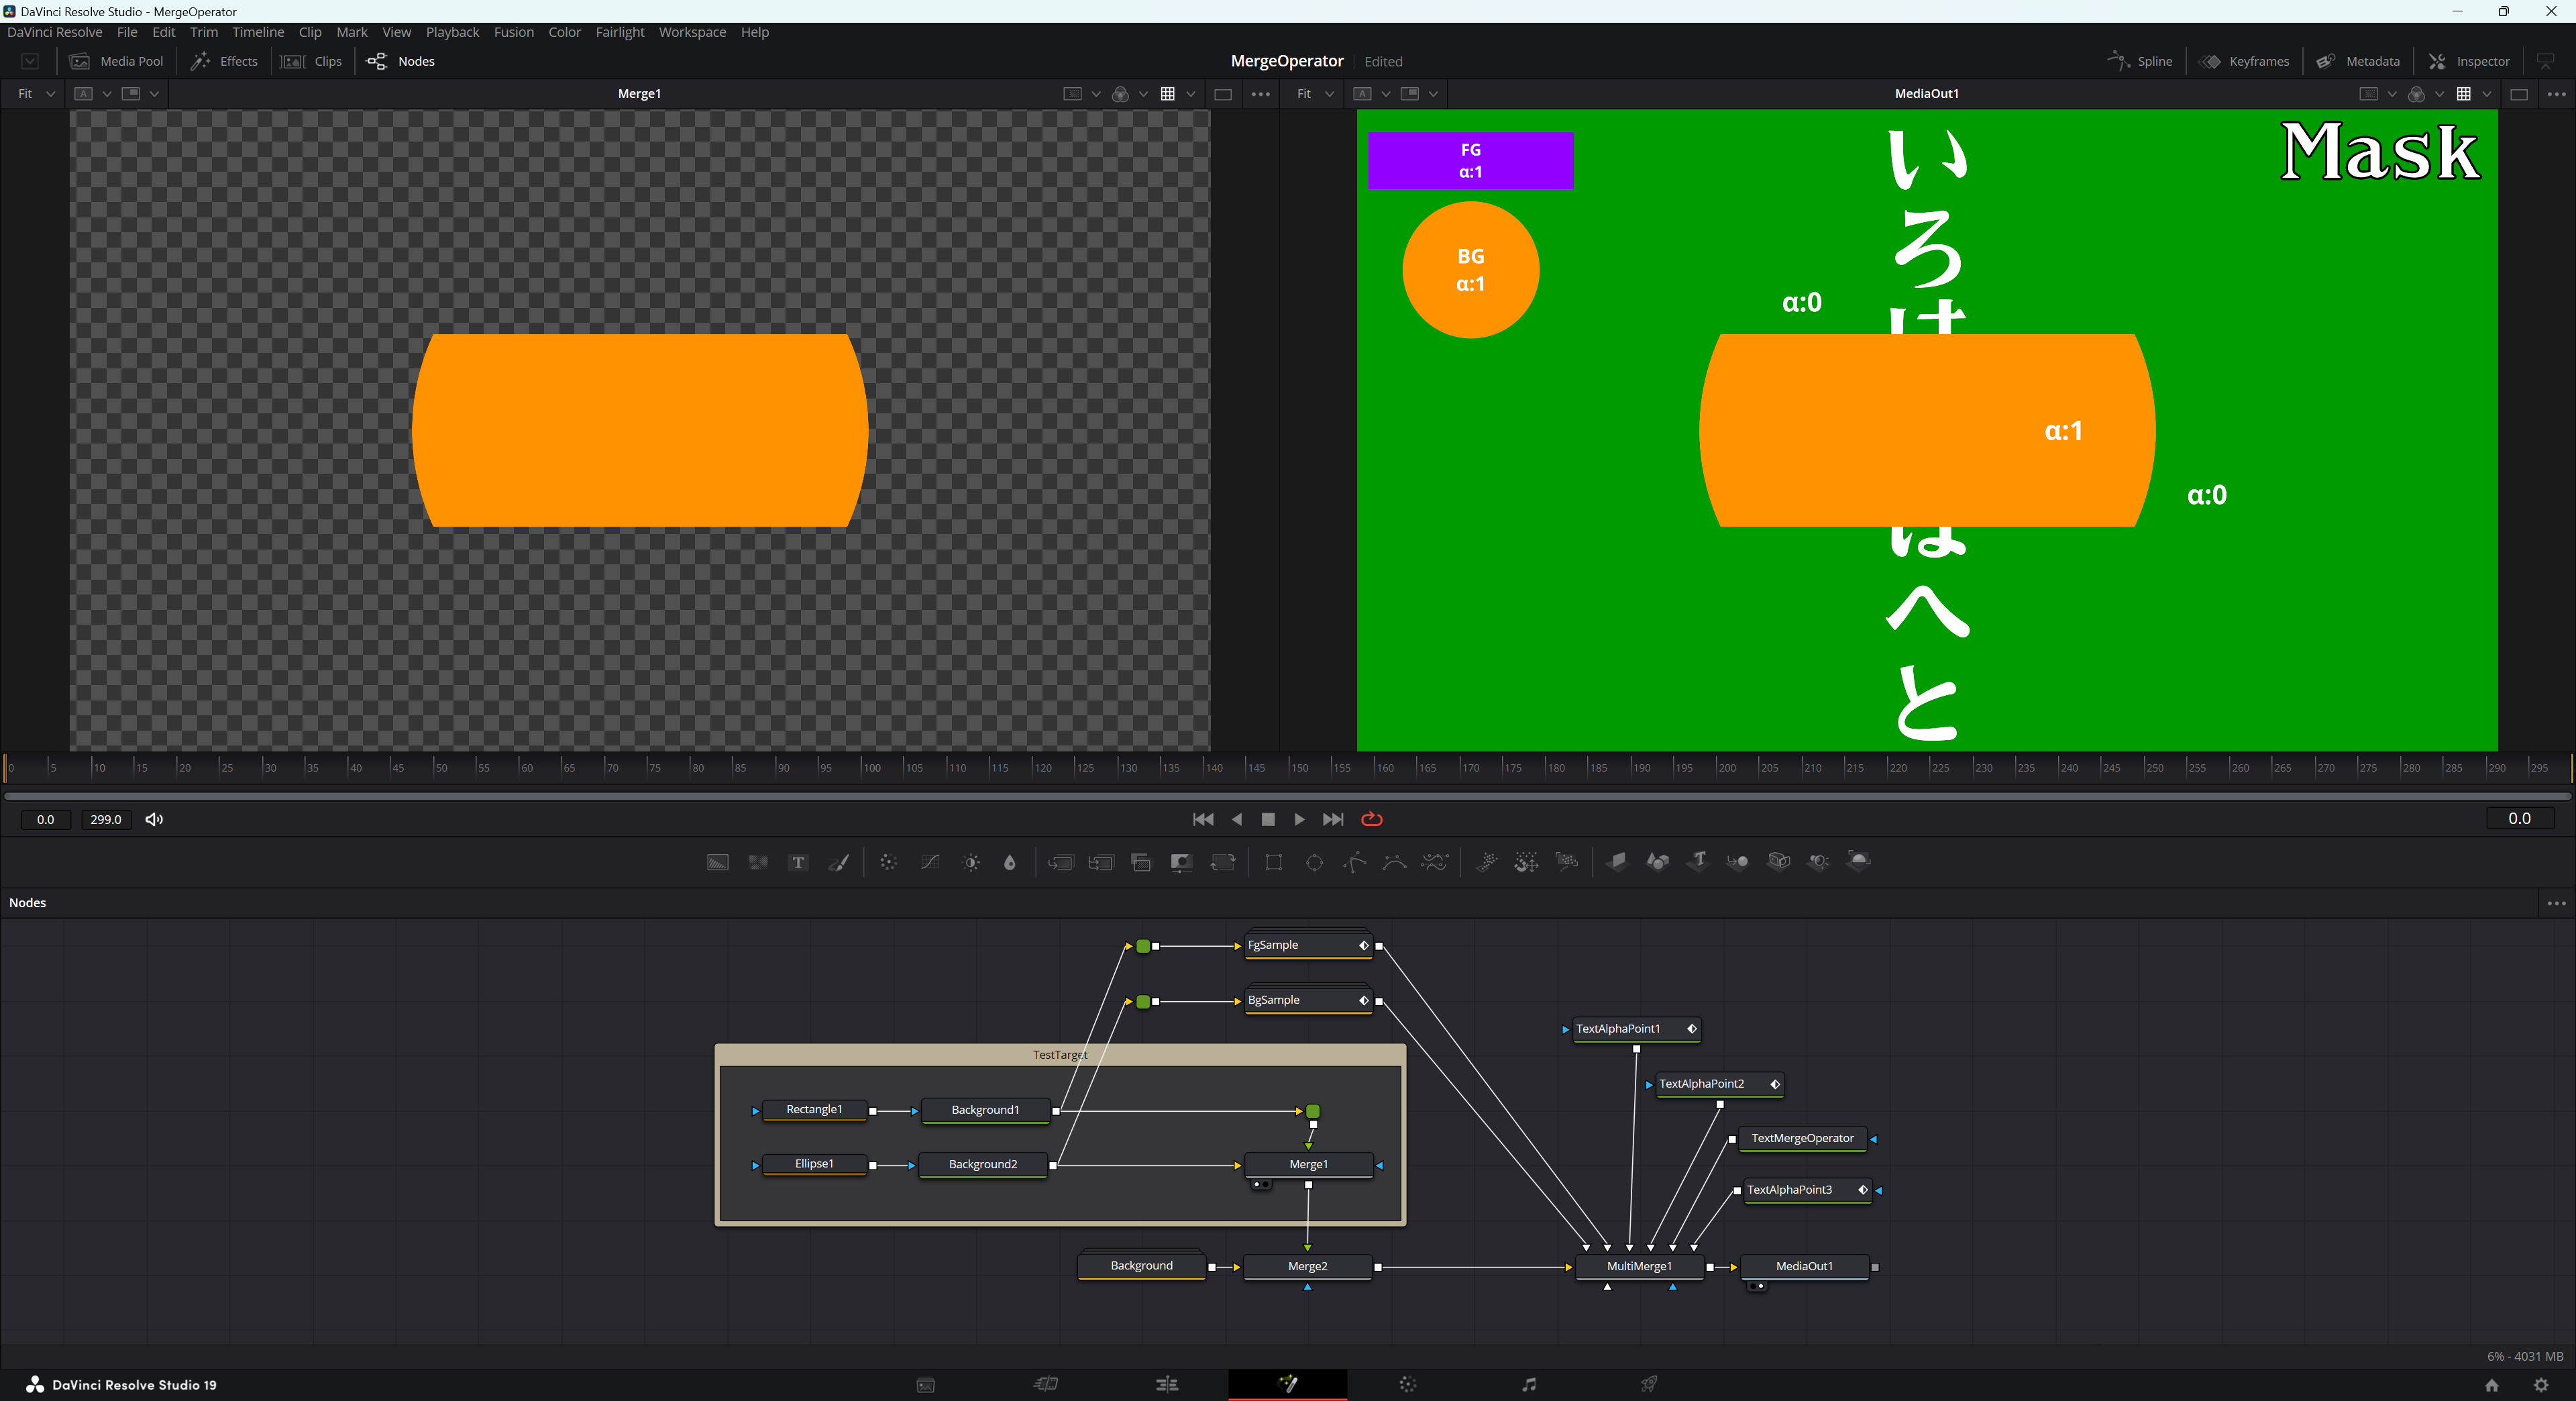 DaVinci Resolve Studio - MergeOperator
DaVinci Resolve File Edit Trim Timeline Clip Mark View Playback Fusion Color Fairlight Workspace Help
Media Pool Effects Clips Nodes MergeOperator Edited Spline Keyframes Metadata Inspector
Fit A Merge1 Fit A MediaOut1
FG
α:1
BG
α:1
いろは
はへと
Mask
α:0
α:1
α:0
0 5 10 15 20 25 30 35 40 45 50 55 60 65 70 75 80 85 90 95 100 105 110 115 120 125 130 135 140 145 150 155 160 165 170 175 180 185 190 195 200 205 210 215 220 225 230 235 240 245 250 255 260 265 270 275 280 285 290 295
0.0 299.0 0.0
T T
Nodes
FgSample
BgSample
TextAlphaPoint1
TestTarget
TextAlphaPoint2
Rectangle1 Background1
TextMergeOperator
Ellipse1 Background2 Merge1
TextAlphaPoint3
Background Merge2 MultiMerge1 MediaOut1
6% - 4031 MB
DaVinci Resolve Studio 19